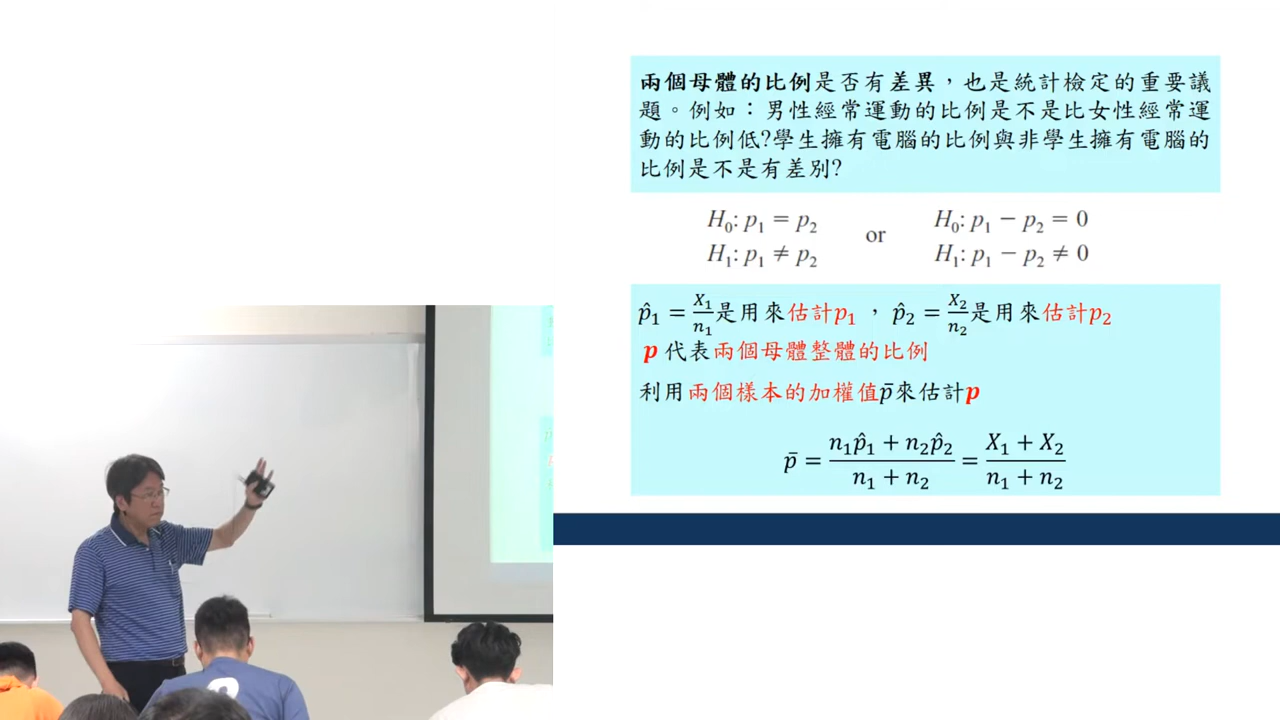 兩個母體的比例是否有差異，也是統計檢定的重要議
題。例如：男性經常運動的比例是不是比女性經常運
動的比例低?學生擁有電腦的比例與非學生擁有電腦的
比例是不是有差別?
H₀: p₁ = p₂ or H₀: p₁ − p₂ = 0
H₁: p₁ ≠ p₂ H₁: p₁ − p₂ ≠ 0
p̂₁ = X₁/n₁ 是用來估計p₁ ，p̂₂ = X₂/n₂ 是用來估計p₂
p 代表兩個母體整體的比例
利用兩個樣本的加權值p̄來估計p
p̄ = (n₁p̂₁ + n₂p̂₂)/(n₁ + n₂) = (X₁ + X₂)/(n₁ + n₂)